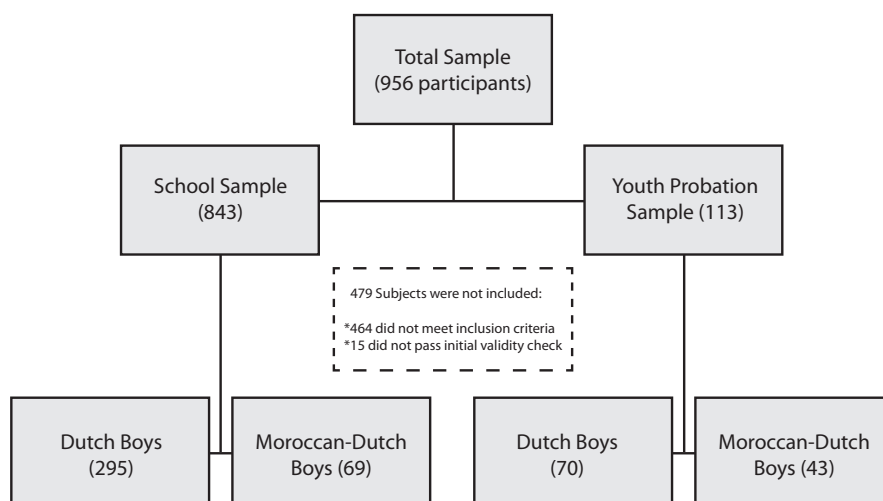 Total Sample
(956 participants)
School Sample
(843)
Youth Probation
Sample (113)
479 Subjects were not included:
*464 did not meet inclusion criteria
*15 did not pass initial validity check
Dutch Boys
(295)
Moroccan-Dutch
Boys (69)
Dutch Boys
(70)
Moroccan-Dutch
Boys (43)